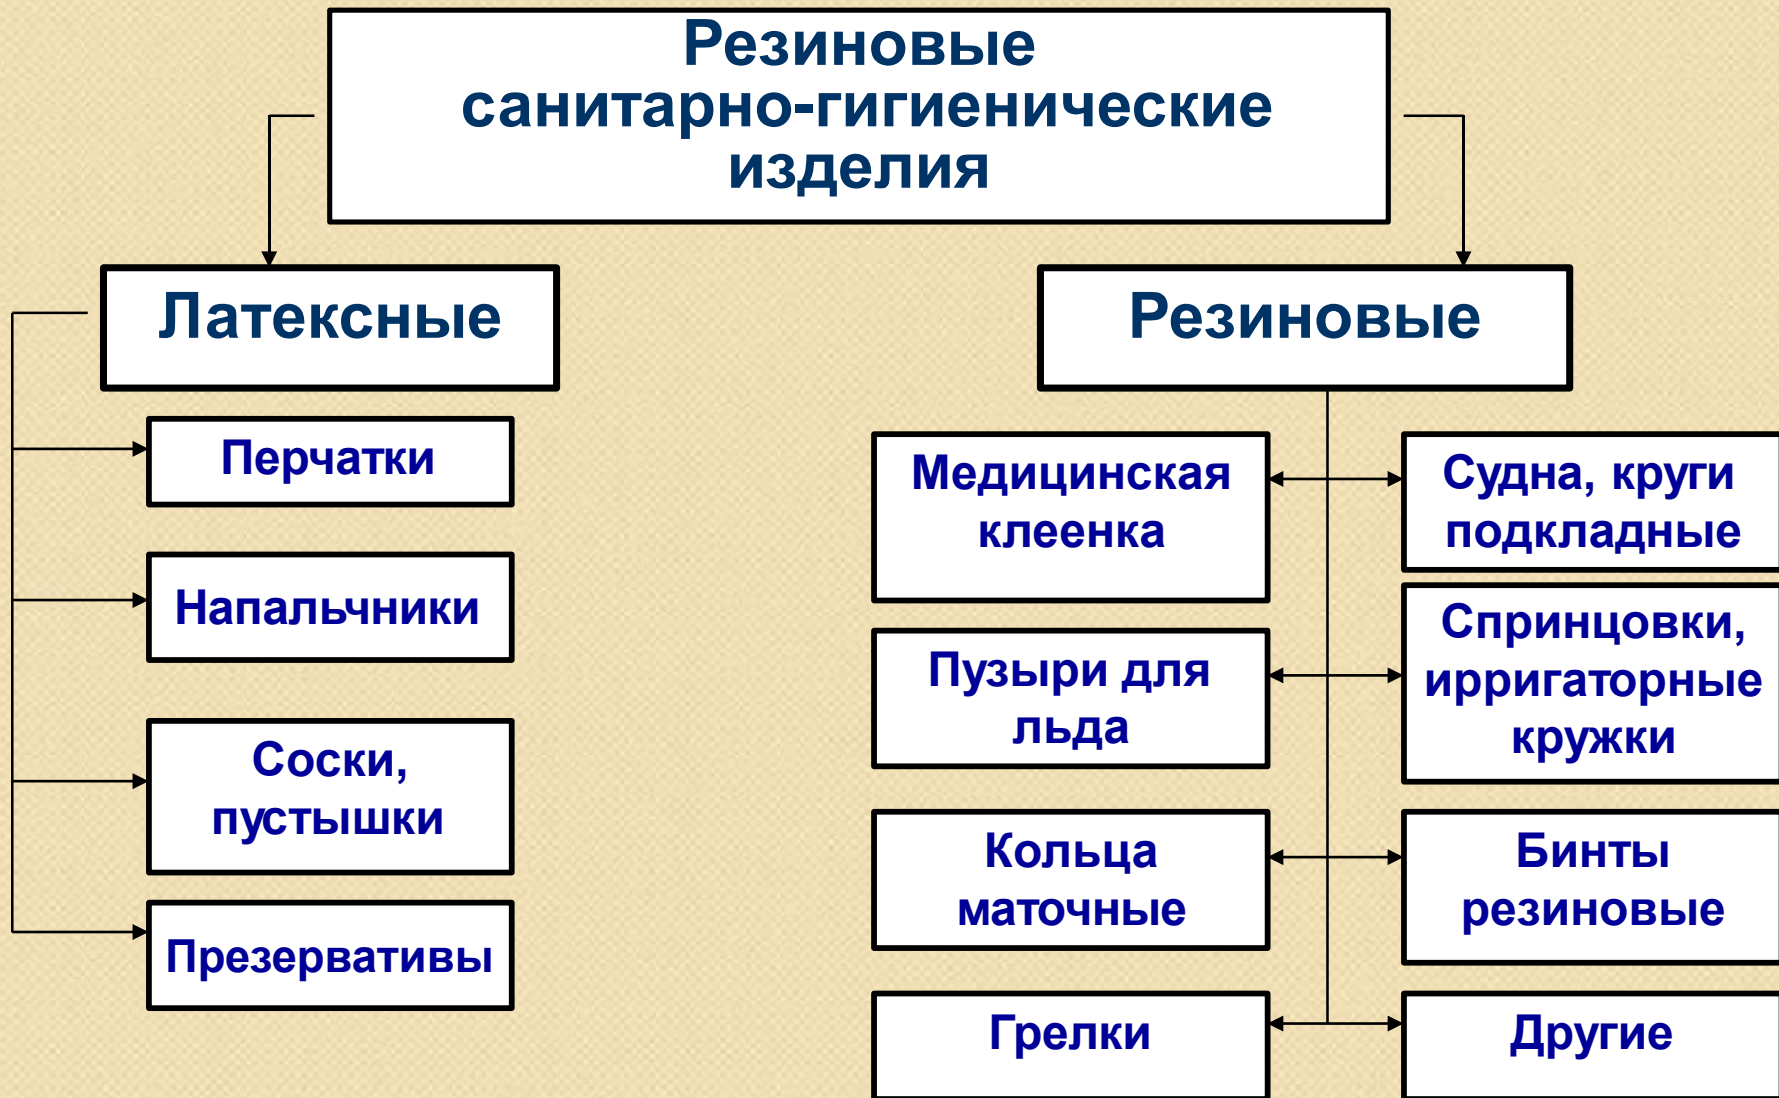 Резиновые
санитарно-гигиенические
изделия
Латексные
Перчатки
Напальчники
Соски,
пустышки
Презервативы
Резиновые
Медицинская
клеенка
Судна, круги
подкладные
Пузыри для
льда
Спринцовки,
ирригаторные
кружки
Кольца
маточные
Бинты
резиновые
Грелки
Другие